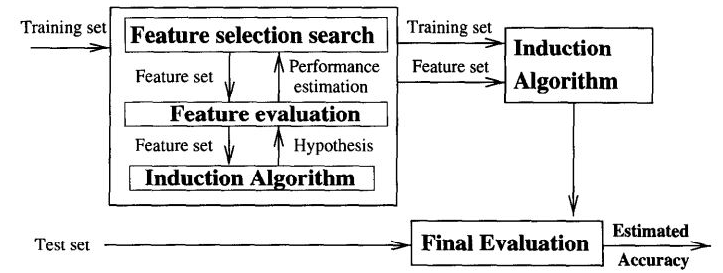 Training set
Feature selection search
Training set
Feature set
Performance
estimation
Feature set
Induction
Algorithm
Feature evaluation
Feature set
Hypothesis
Induction Algorithm
Test set
Final Evaluation
Estimated
Accuracy